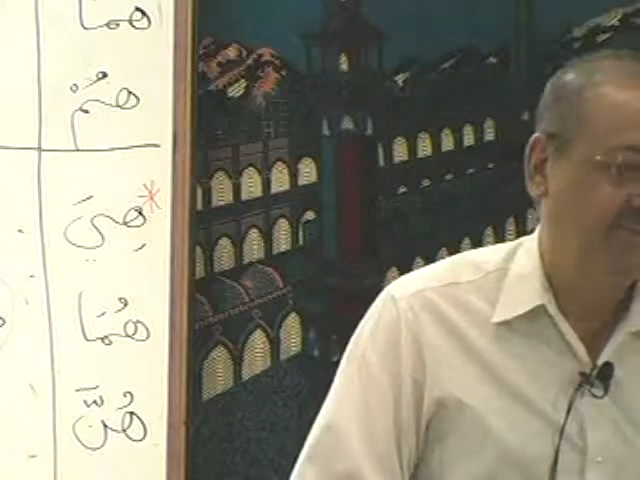 هُمَا
هُمْ
هِيَ
هُمَا
هُنَّ